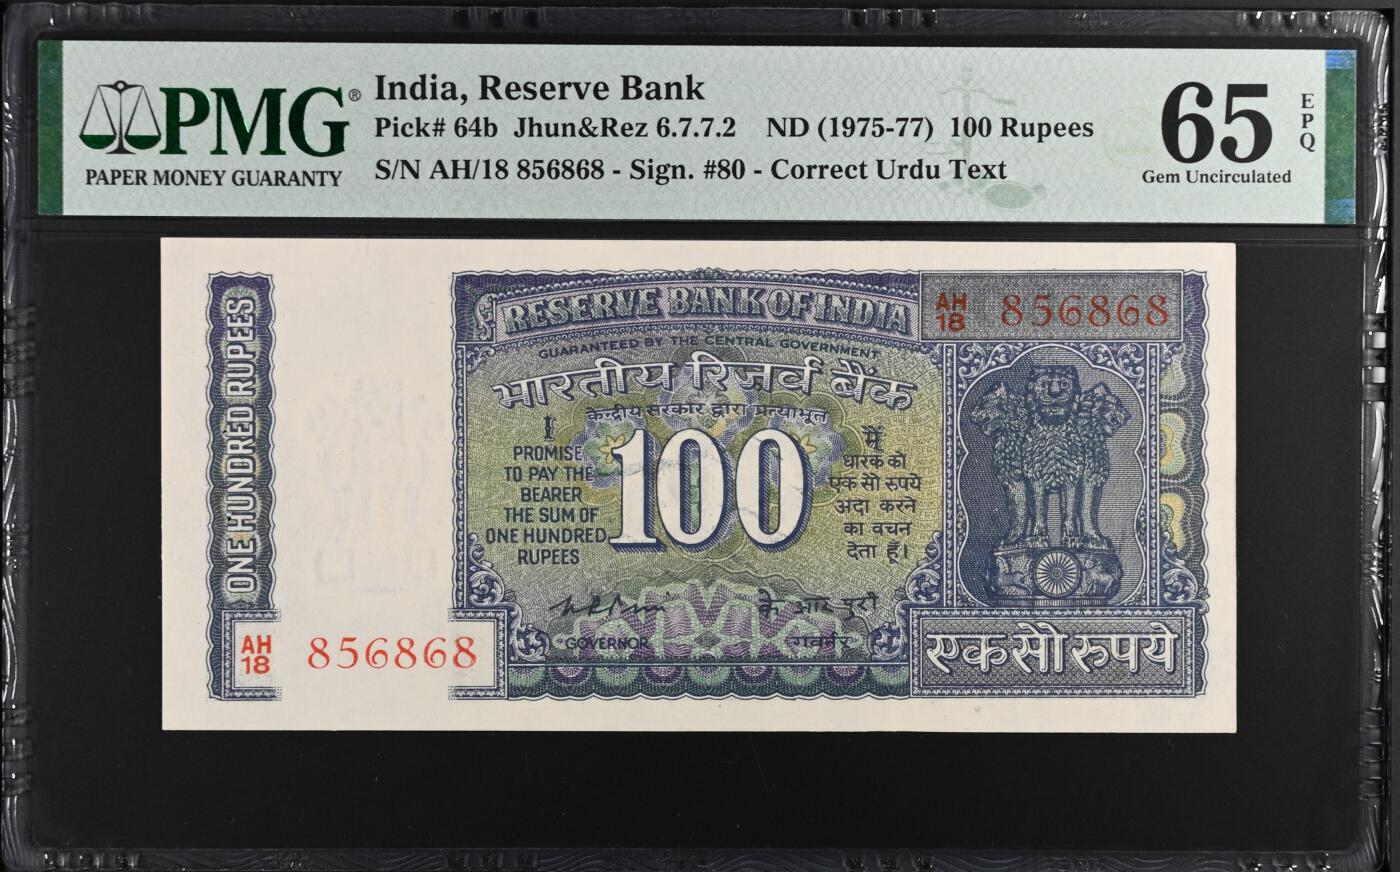 PMG®
PAPER MONEY GUARANTY
India, Reserve Bank
Pick# 64b Jhun&Rez 6.7.7.2 ND (1975-77) 100 Rupees
S/N AH/18 856868 - Sign. #80 - Correct Urdu Text
65
EPQ
Gem Uncirculated
ONE HUNDRED RUPEES
RESERVE BANK OF INDIA
AH
18
856868
GUARANTEED BY THE CENTRAL GOVERNMENT
भारतीय रिज़र्व बैंक
केन्द्रीय सरकार द्वारा प्रत्याभूत
I
PROMISE
TO PAY THE
BEARER
THE SUM OF
ONE HUNDRED
RUPEES
100
मैं
धारक को
एक सौ रुपये
अदा करने
का वचन
देता हूँ।
के आर पुरी
GOVERNOR
गवर्नर
AH
18
856868
एक सौ रुपये